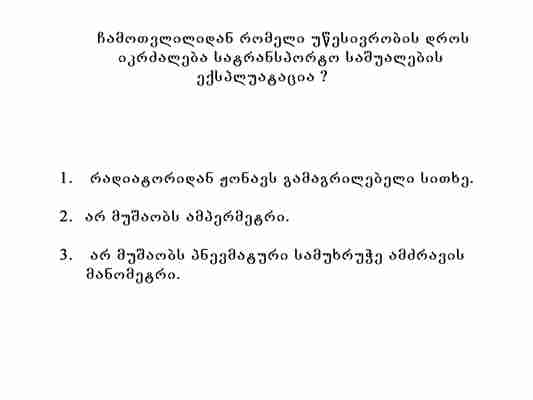 ჩამოთვლილიდან რომელი უწესივრობის დროს
იკრძალება სატრანსპორტო საშუალების
ექსპლუატაცია ?
1. რადიატორიდან ჟონავს გამაგრილებელი სითხე.
2. არ მუშაობს ამპერმეტრი.
3. არ მუშაობს პნევმატური სამუხრუჭე ამძრავის
მანომეტრი.